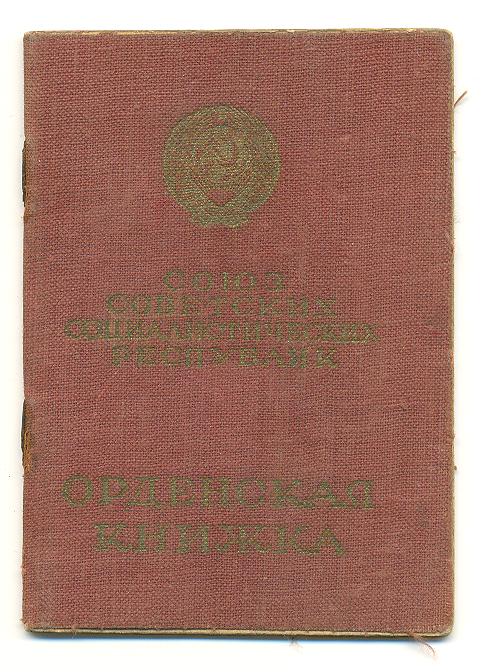 СОЮЗ
СОВЕТСКИХ
СОЦИАЛИСТИЧЕСКИХ
РЕСПУБЛИК
ОРДЕНСКАЯ
КНИЖКА